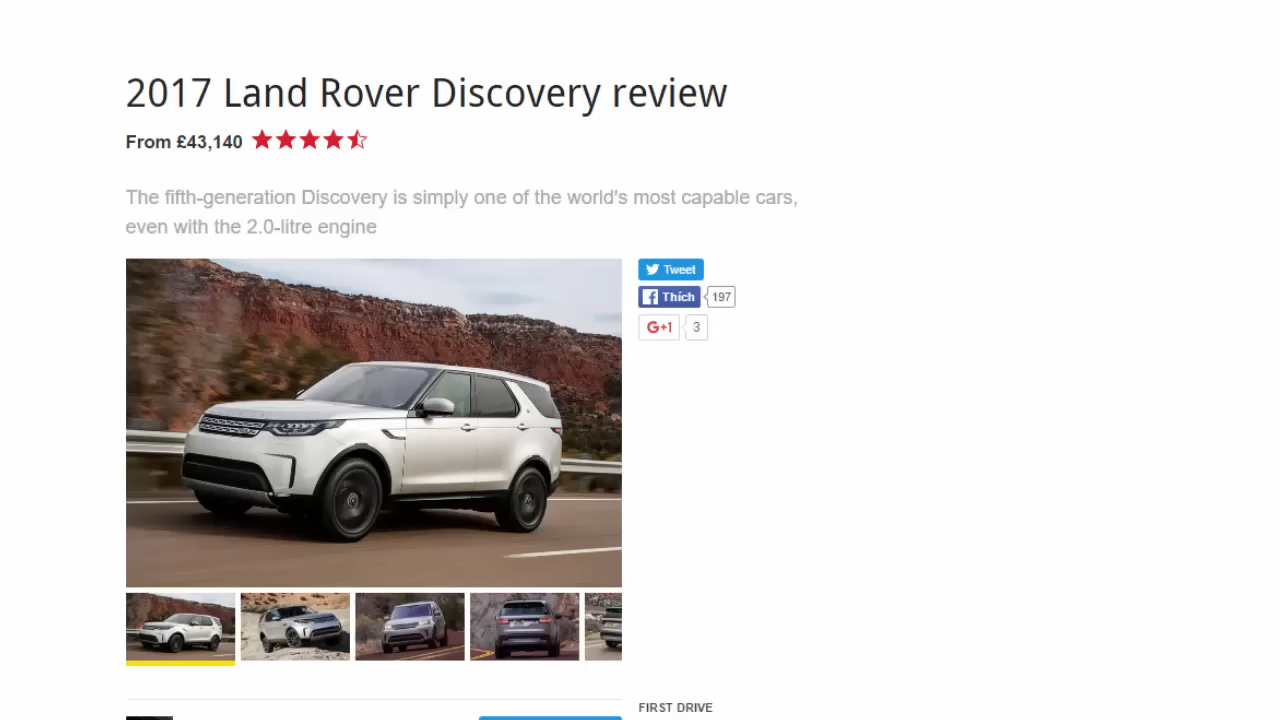 2017 Land Rover Discovery review
From £43,140
The fifth-generation Discovery is simply one of the world's most capable cars,
even with the 2.0-litre engine
Tweet
Thích 197
G+1 3
FIRST DRIVE